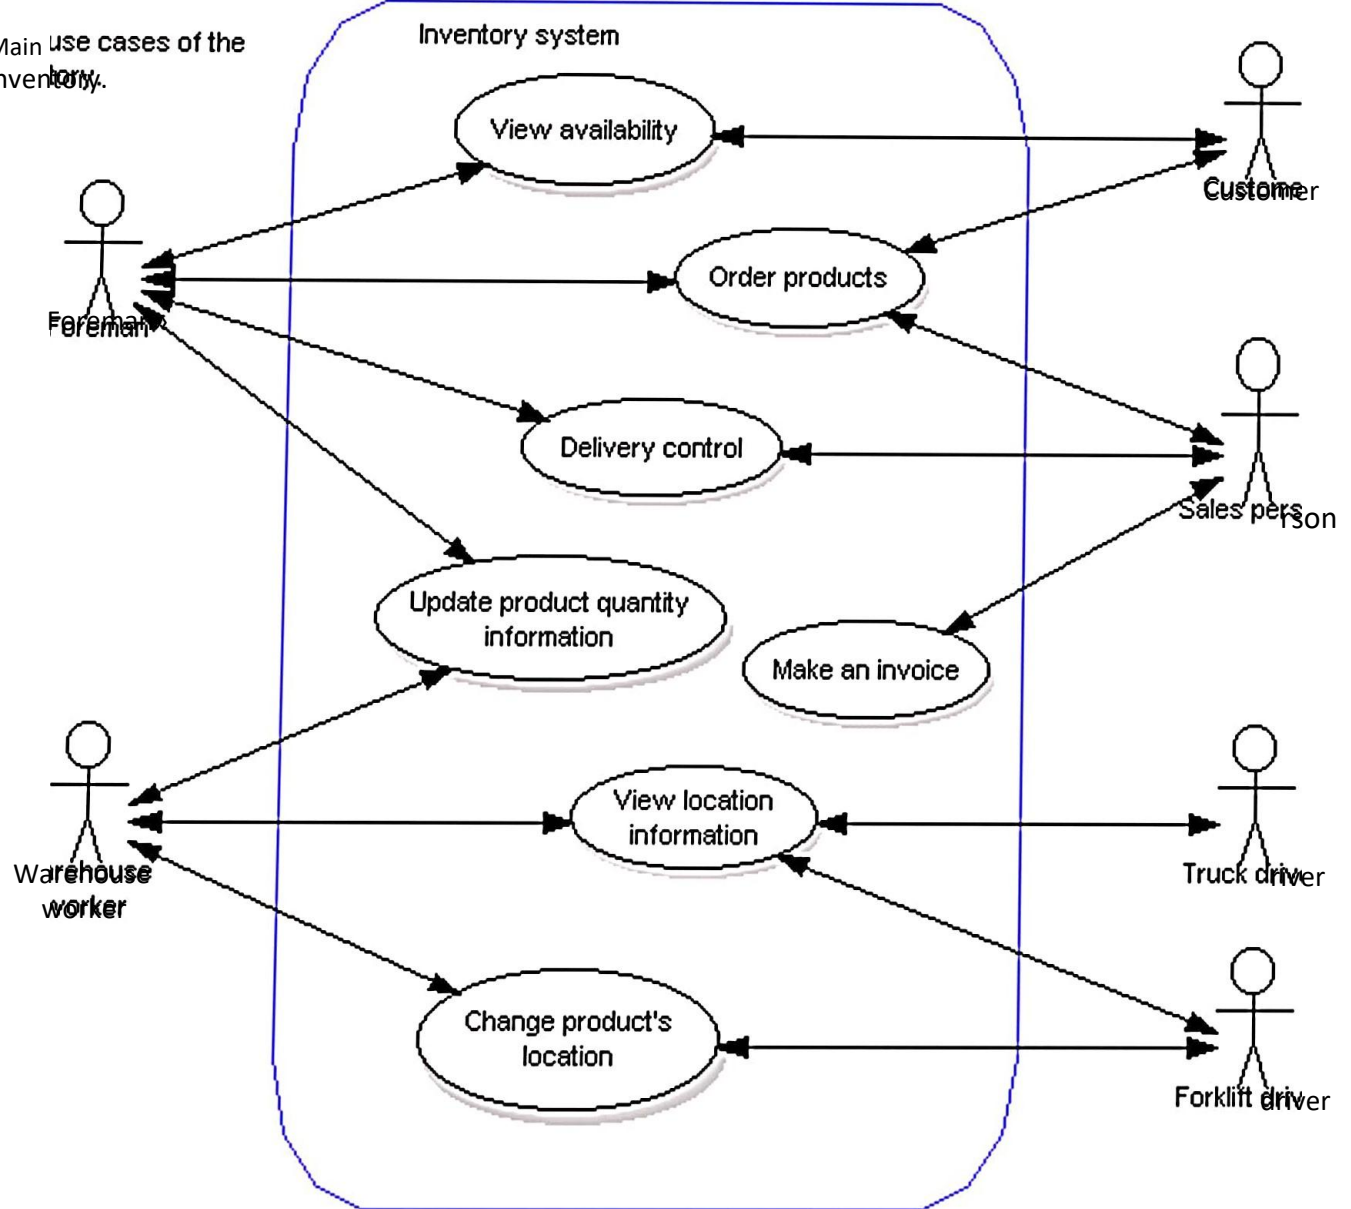 Main use cases of the
Inventory.
Inventory system
View availability
Customer
Order products
Foreman
Delivery control
Sales person
Update product quantity
information
Make an invoice
View location
information
Warehouse
worker
Truck driver
Change product's
location
Forklift driver